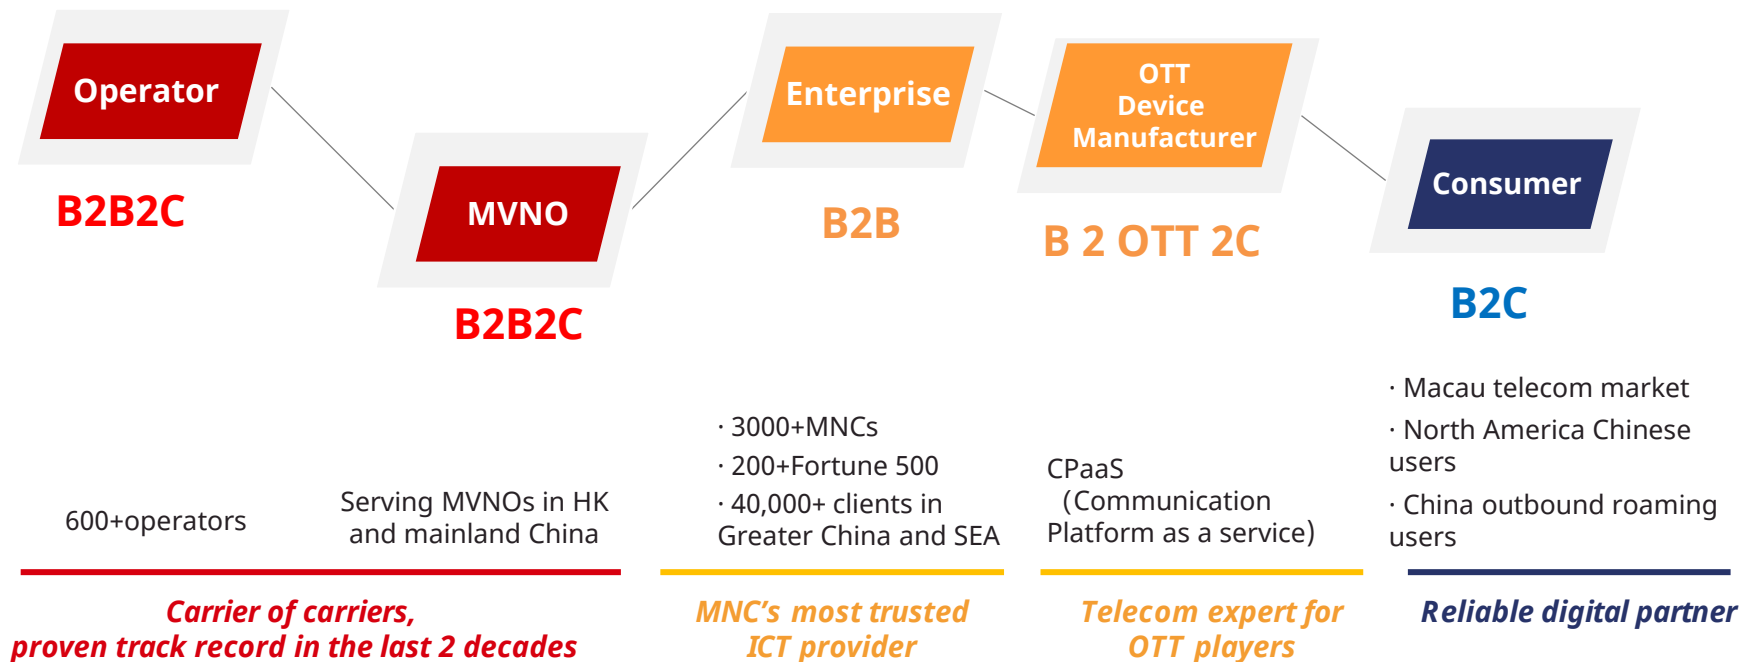 Operator
B2B2C
MVNO
B2B2C
Enterprise
B2B
OTT
Device
Manufacturer
B 2 OTT 2C
Consumer
B2C
600+operators
Serving MVNOs in HK
and mainland China
· 3000+MNCs
· 200+Fortune 500
· 40,000+ clients in
Greater China and SEA
CPaaS
(Communication
Platform as a service)
· Macau telecom market
· North America Chinese
users
· China outbound roaming
users
Carrier of carriers,
proven track record in the last 2 decades
MNC’s most trusted
ICT provider
Telecom expert for
OTT players
Reliable digital partner